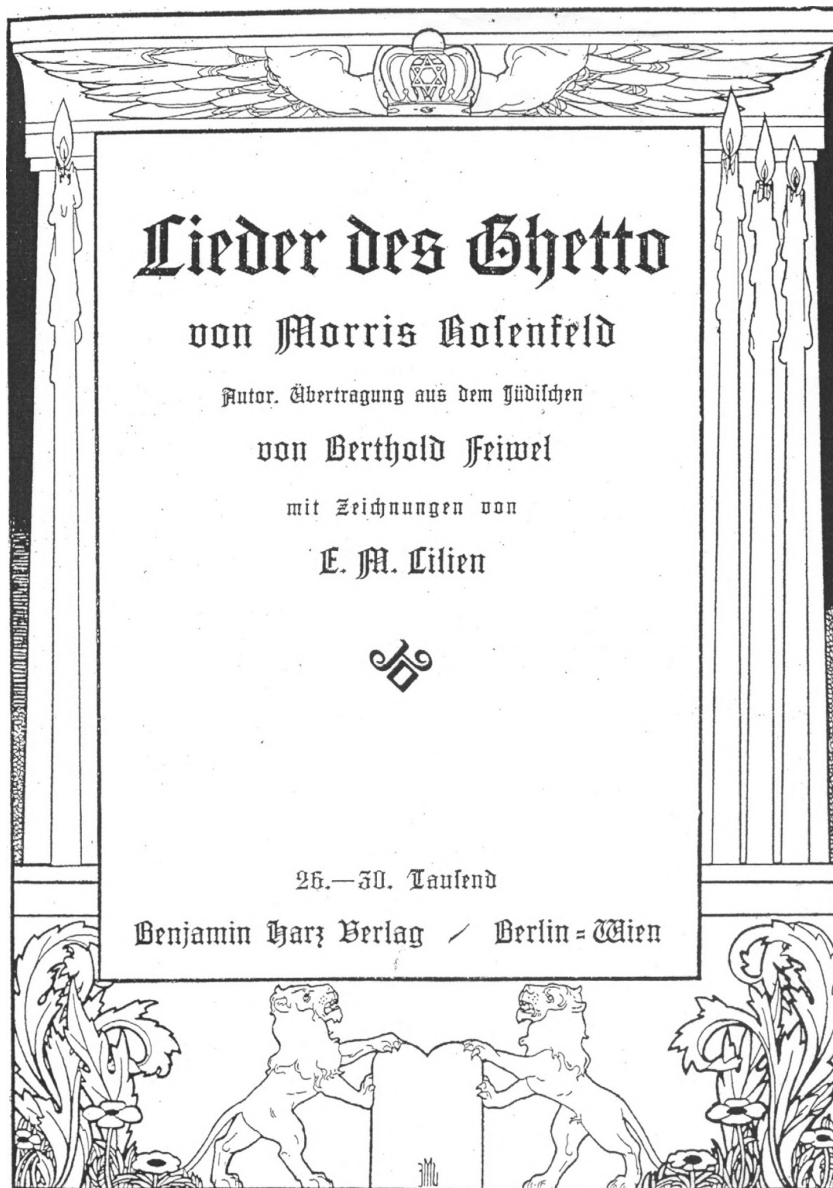 Lieder des Ghetto
von Morris Rosenfeld
Autor. Übertragung aus dem Jüdischen
von Berthold Feiwel
mit Zeichnungen von
E. M. Lilien
26.—30. Tausend
Benjamin Harz Verlag / Berlin=Wien